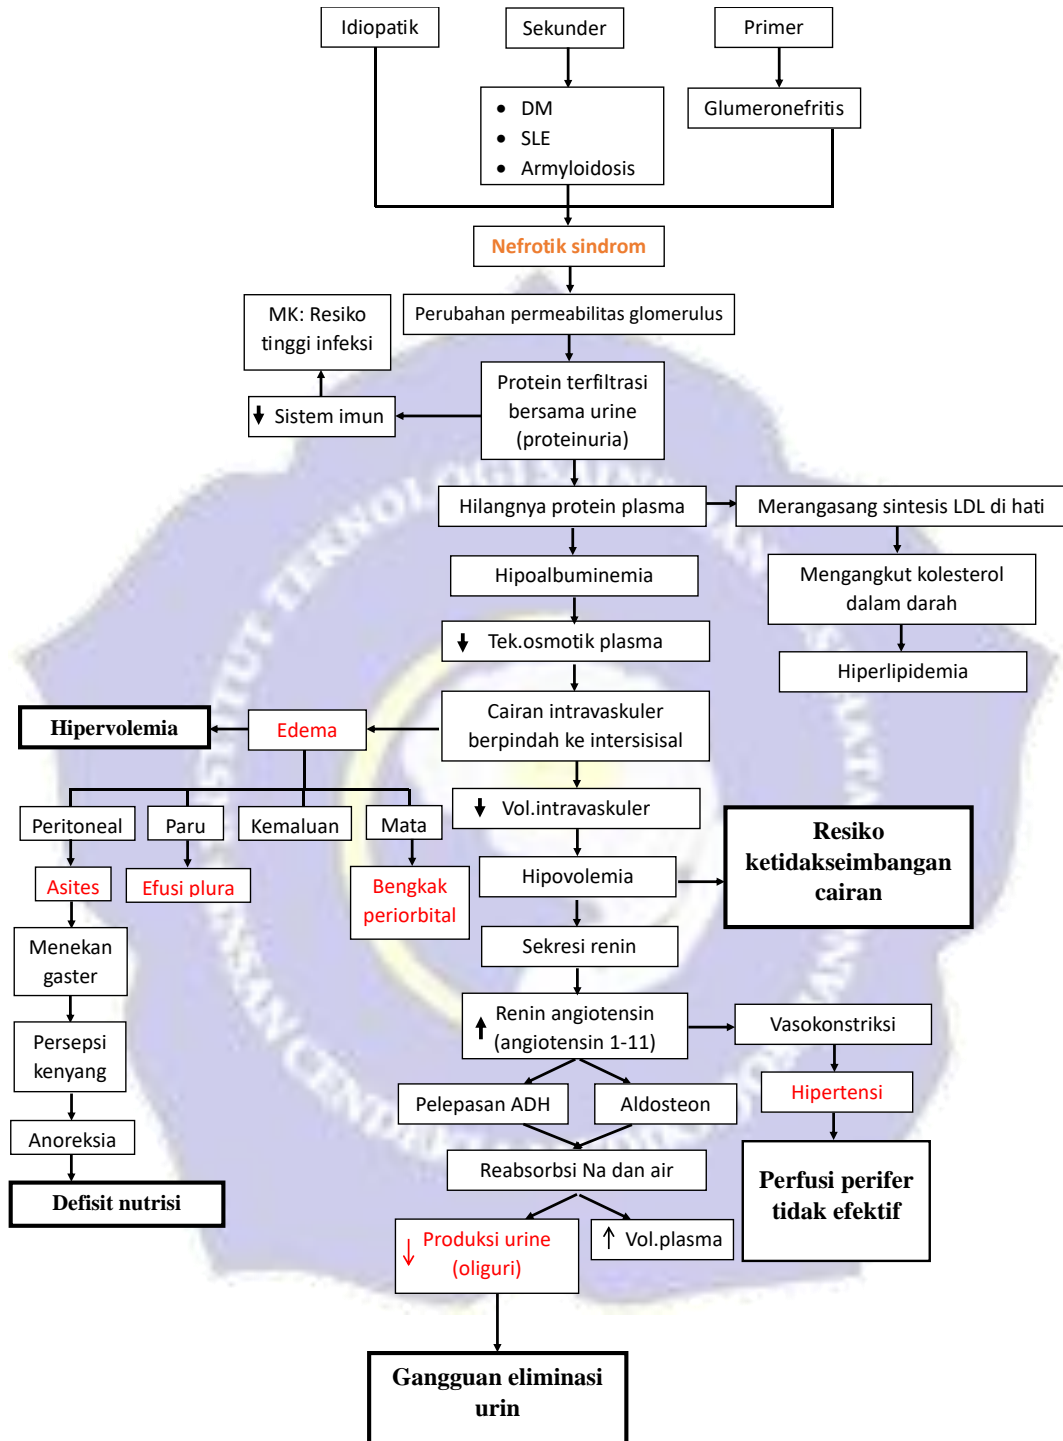 Idiopatik
Sekunder
Primer
• DM
• SLE
• Armyloidosis
Glumeronefritis
Nefrotik sindrom
MK: Resiko
tinggi infeksi
Perubahan permeabilitas glomerulus
Sistem imun
Protein terfiltrasi
bersama urine
(proteinuria)
Hilangnya protein plasma
Merangasang sintesis LDL di hati
Hipoalbuminemia
Mengangkut kolesterol
dalam darah
Tek.osmotik plasma
Hiperlipidemia
Hipervolemia
Edema
Cairan intravaskuler
berpindah ke intersisisal
Peritoneal
Paru
Kemaluan
Mata
Vol.intravaskuler
Resiko
ketidakseimbangan
cairan
Asites
Efusi plura
Bengkak
periorbital
Hipovolemia
Menekan
gaster
Sekresi renin
Persepsi
kenyang
Renin angiotensin
(angiotensin 1-11)
Vasokonstriksi
Anoreksia
Pelepasan ADH
Aldosteon
Hipertensi
Defisit nutrisi
Reabsorbsi Na dan air
Perfusi perifer
tidak efektif
Produksi urine
(oliguri)
Vol.plasma
Gangguan eliminasi
urin